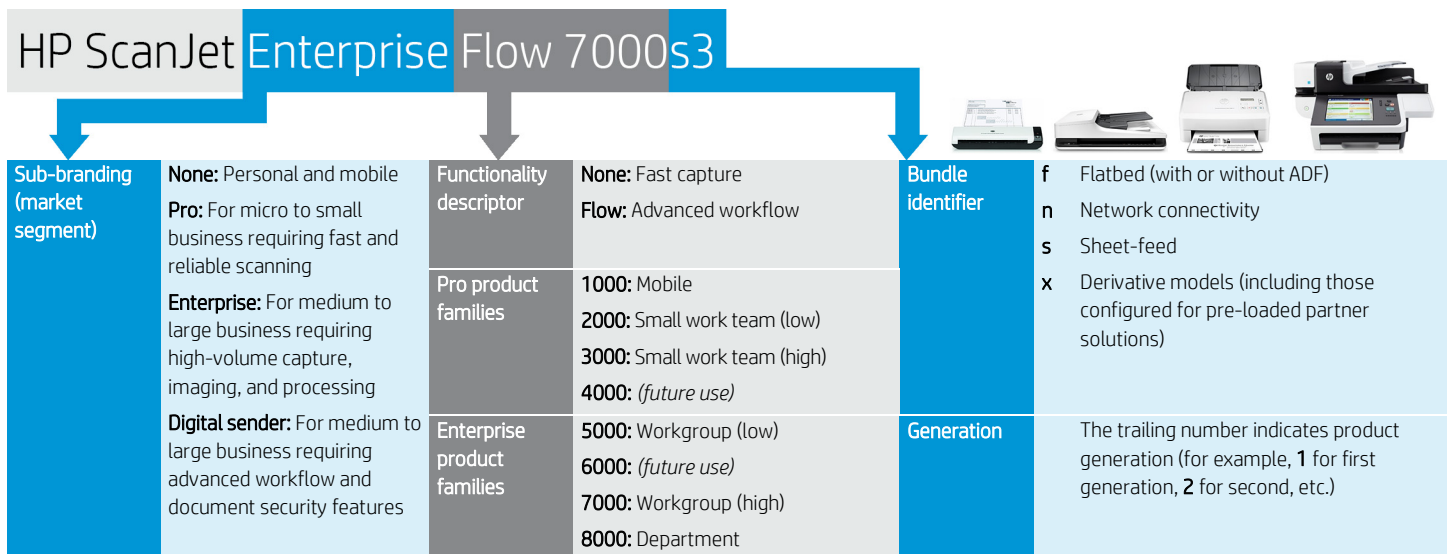 HP ScanJet Enterprise Flow 7000s3
Sub-branding
(market
segment)
None: Personal and mobile
Pro: For micro to small
business requiring fast and
reliable scanning
Enterprise: For medium to
large business requiring
high-volume capture,
imaging, and processing
Digital sender: For medium to
large business requiring
advanced workflow and
document security features
Functionality
descriptor
None: Fast capture
Flow: Advanced workflow
Pro product
families
1000: Mobile
2000: Small work team (low)
3000: Small work team (high)
4000: (future use)
Enterprise
product
families
5000: Workgroup (low)
6000: (future use)
7000: Workgroup (high)
8000: Department
Bundle
identifier
f Flatbed (with or without ADF)
n Network connectivity
s Sheet-feed
x Derivative models (including those
configured for pre-loaded partner
solutions)
Generation
The trailing number indicates product
generation (for example, 1 for first
generation, 2 for second, etc.)